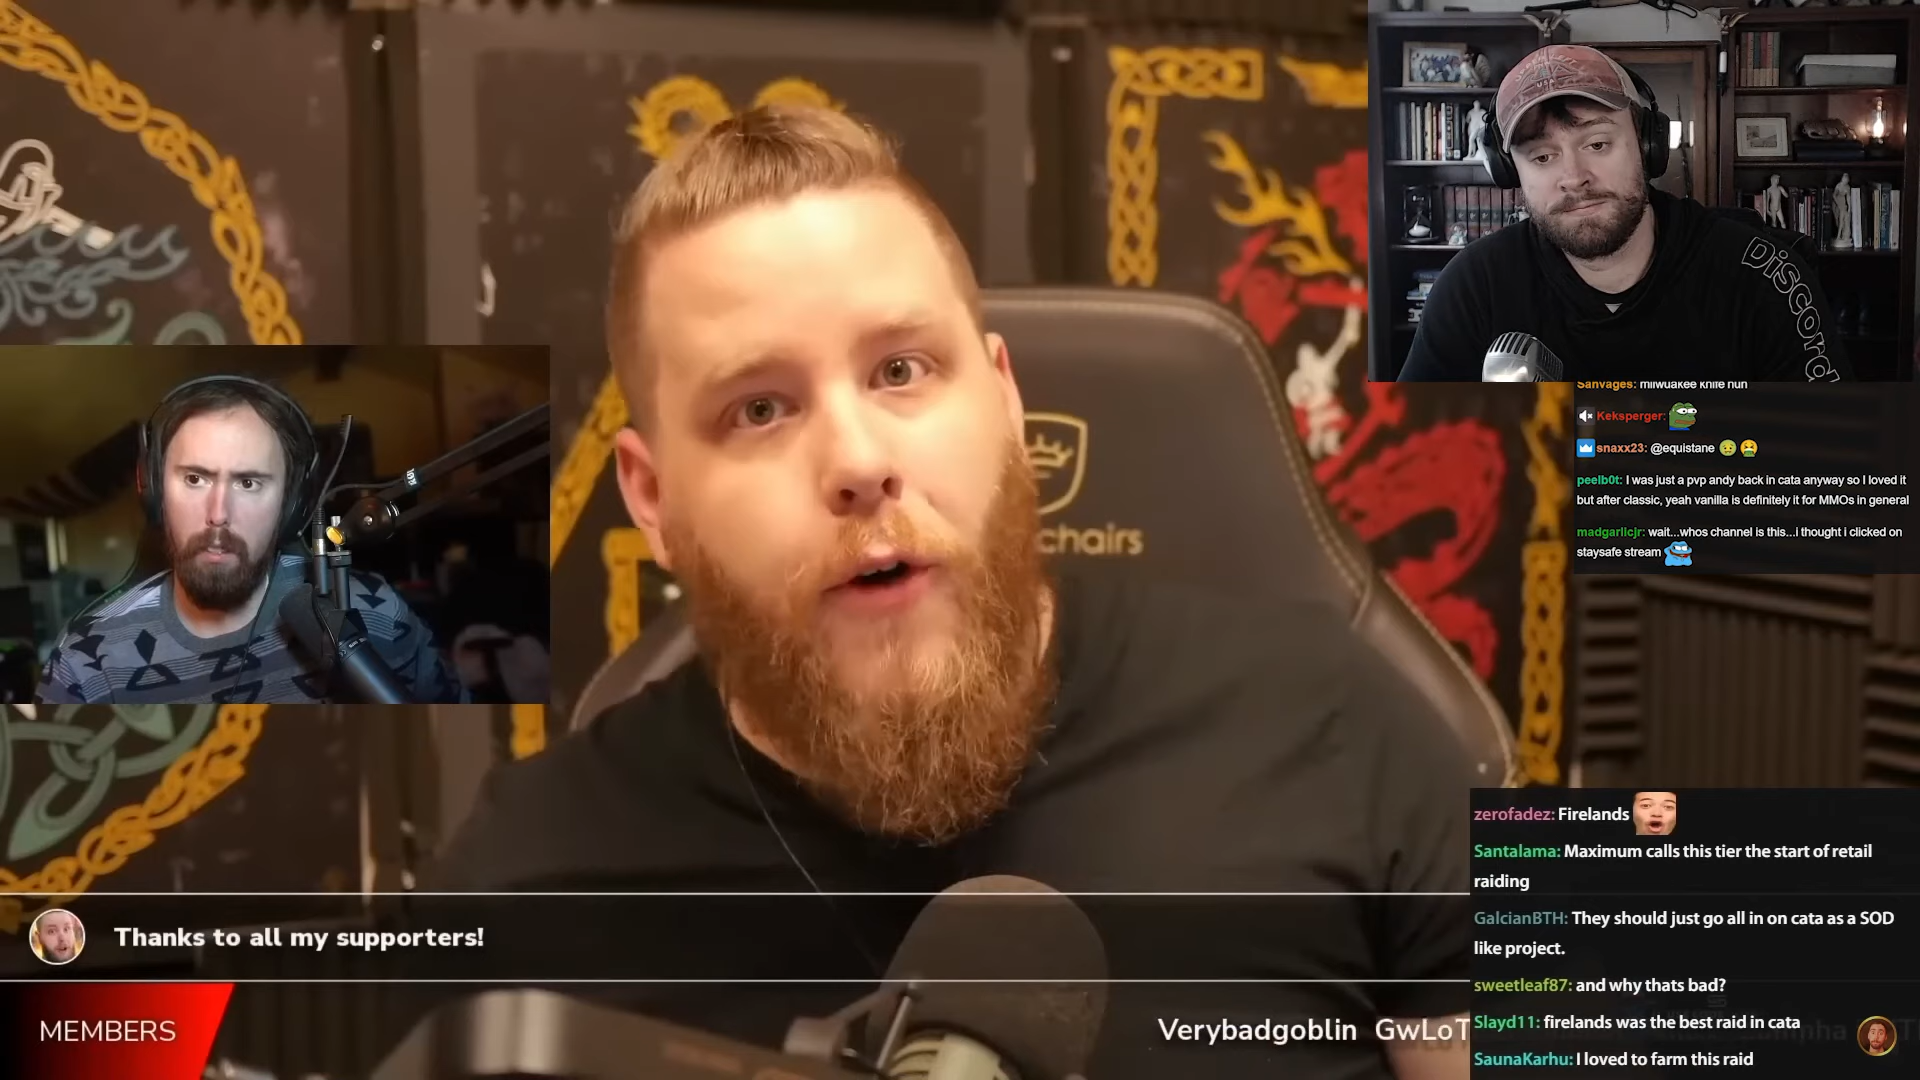 Discord
Sanvages: milwuakee knife nun
Keksperger:
snaxx23: @equistane
peelb0t: I was just a pvp andy back in cata anyway so I loved it
but after classic, yeah vanilla is definitely it for MMOs in general
madgarlicjr: wait...whos channel is this...i thought i clicked on
staysafe stream
chairs
zerofadez: Firelands
Santalama: Maximum calls this tier the start of retail
raiding
GalcianBTH: They should just go all in on cata as a SOD
like project.
sweetleaf87: and why thats bad?
Slayd11: firelands was the best raid in cata
SaunaKarhu: I loved to farm this raid
Thanks to all my supporters!
MEMBERS
Verybadgoblin GwLoT